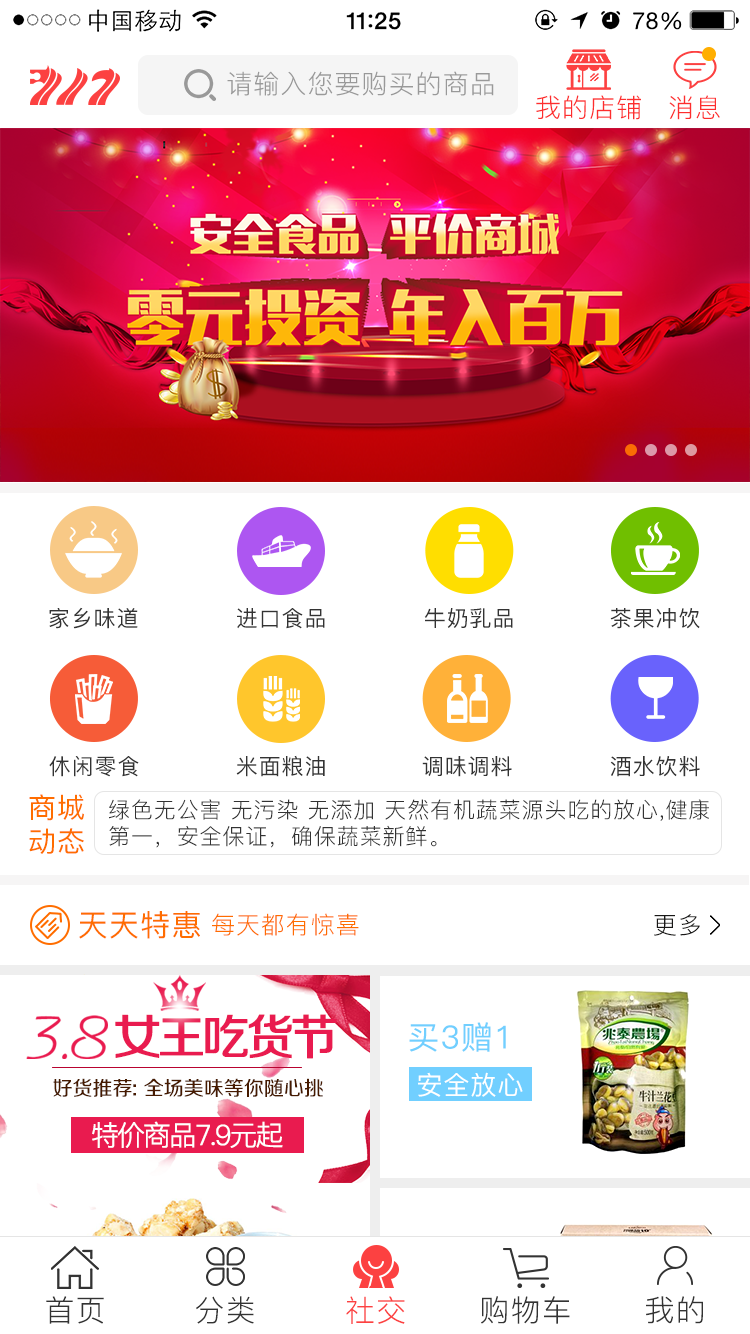 中国移动 11:25 78%
717
请输入您要购买的商品
我的店铺 消息
安全食品 平价商城
零元投资 年入百万
家乡味道 进口食品 牛奶乳品 茶果冲饮
休闲零食 米面粮油 调味调料 酒水饮料
商城动态
绿色无公害 无污染 无添加 天然有机蔬菜源头吃的放心,健康
第一，安全保证，确保蔬菜新鲜。
天天特惠 每天都有惊喜 更多
3.8女王吃货节
好货推荐: 全场美味等你随心挑
特价商品7.9元起
买3赠1
安全放心
兆泰農場
首页 分类 社交 购物车 我的